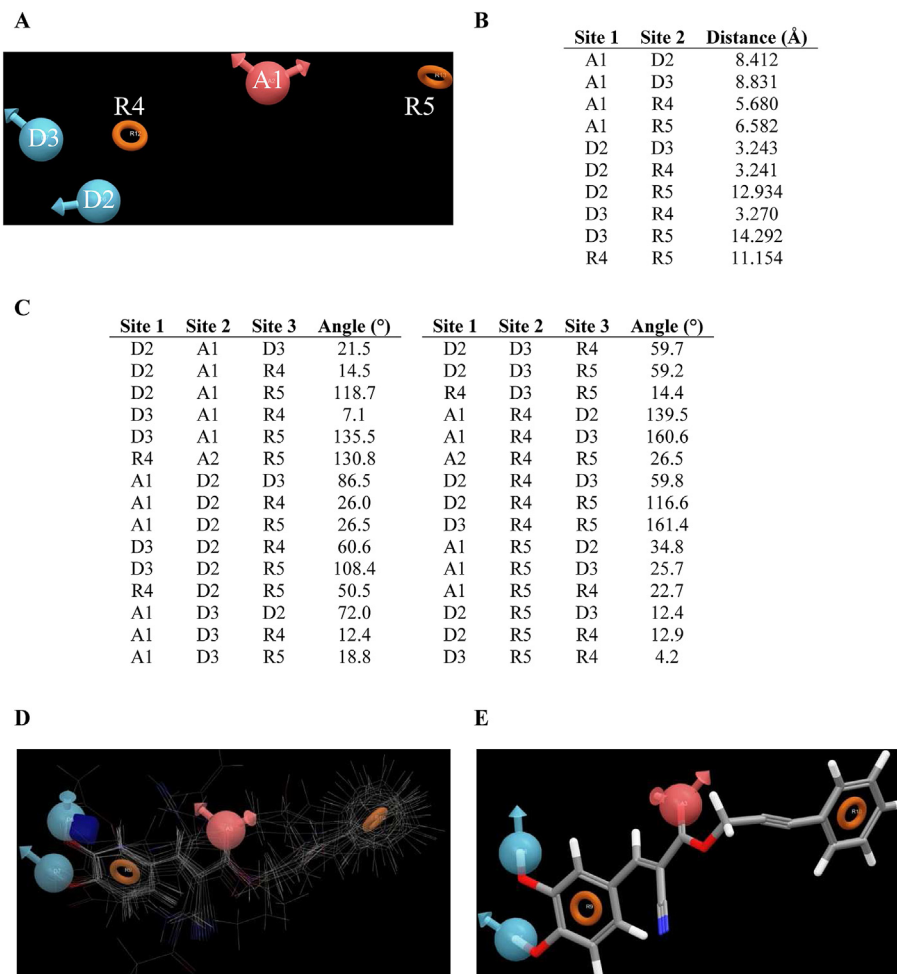 A
B
Site 1 Site 2 Distance (Å)
A1 D2 8.412
A1 D3 8.831
A1 R4 5.680
A1 R5 6.582
D2 D3 3.243
D2 R4 3.241
D2 R5 12.934
D3 R4 3.270
D3 R5 14.292
R4 R5 11.154
A1
R4
R5
D3
R12
D2
C
Site 1 Site 2 Site 3 Angle (°) Site 1 Site 2 Site 3 Angle (°)
D2 A1 D3 21.5 D2 D3 R4 59.7
D2 A1 R4 14.5 D2 D3 R5 59.2
D2 A1 R5 118.7 R4 D3 R5 14.4
D3 A1 R4 7.1 A1 R4 D2 139.5
D3 A1 R5 135.5 A1 R4 D3 160.6
R4 A2 R5 130.8 A2 R4 R5 26.5
A1 D2 D3 86.5 D2 R4 D3 59.8
A1 D2 R4 26.0 D2 R4 R5 116.6
A1 D2 R5 26.5 D3 R4 R5 161.4
D3 D2 R4 60.6 A1 R5 D2 34.8
D3 D2 R5 108.4 A1 R5 D3 25.7
R4 D2 R5 50.5 A1 R5 R4 22.7
A1 D3 D2 72.0 D2 R5 D3 12.4
A1 D3 R4 12.4 D2 R5 R4 12.9
A1 D3 R5 18.8 D3 R5 R4 4.2
D
E
R9